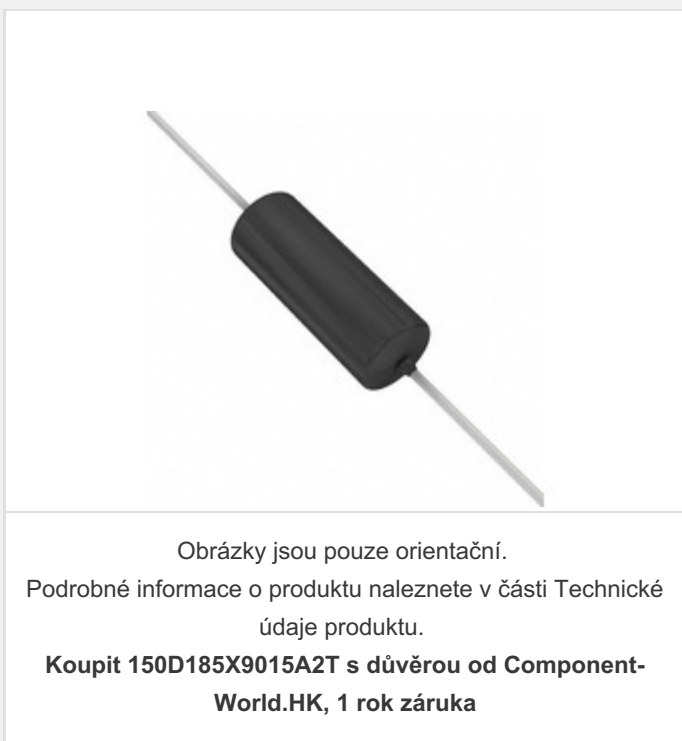 Obrázky jsou pouze orientační.
Podrobné informace o produktu naleznete v části Technické
údaje produktu.
Koupit 150D185X9015A2T s důvěrou od Component-
World.HK, 1 rok záruka